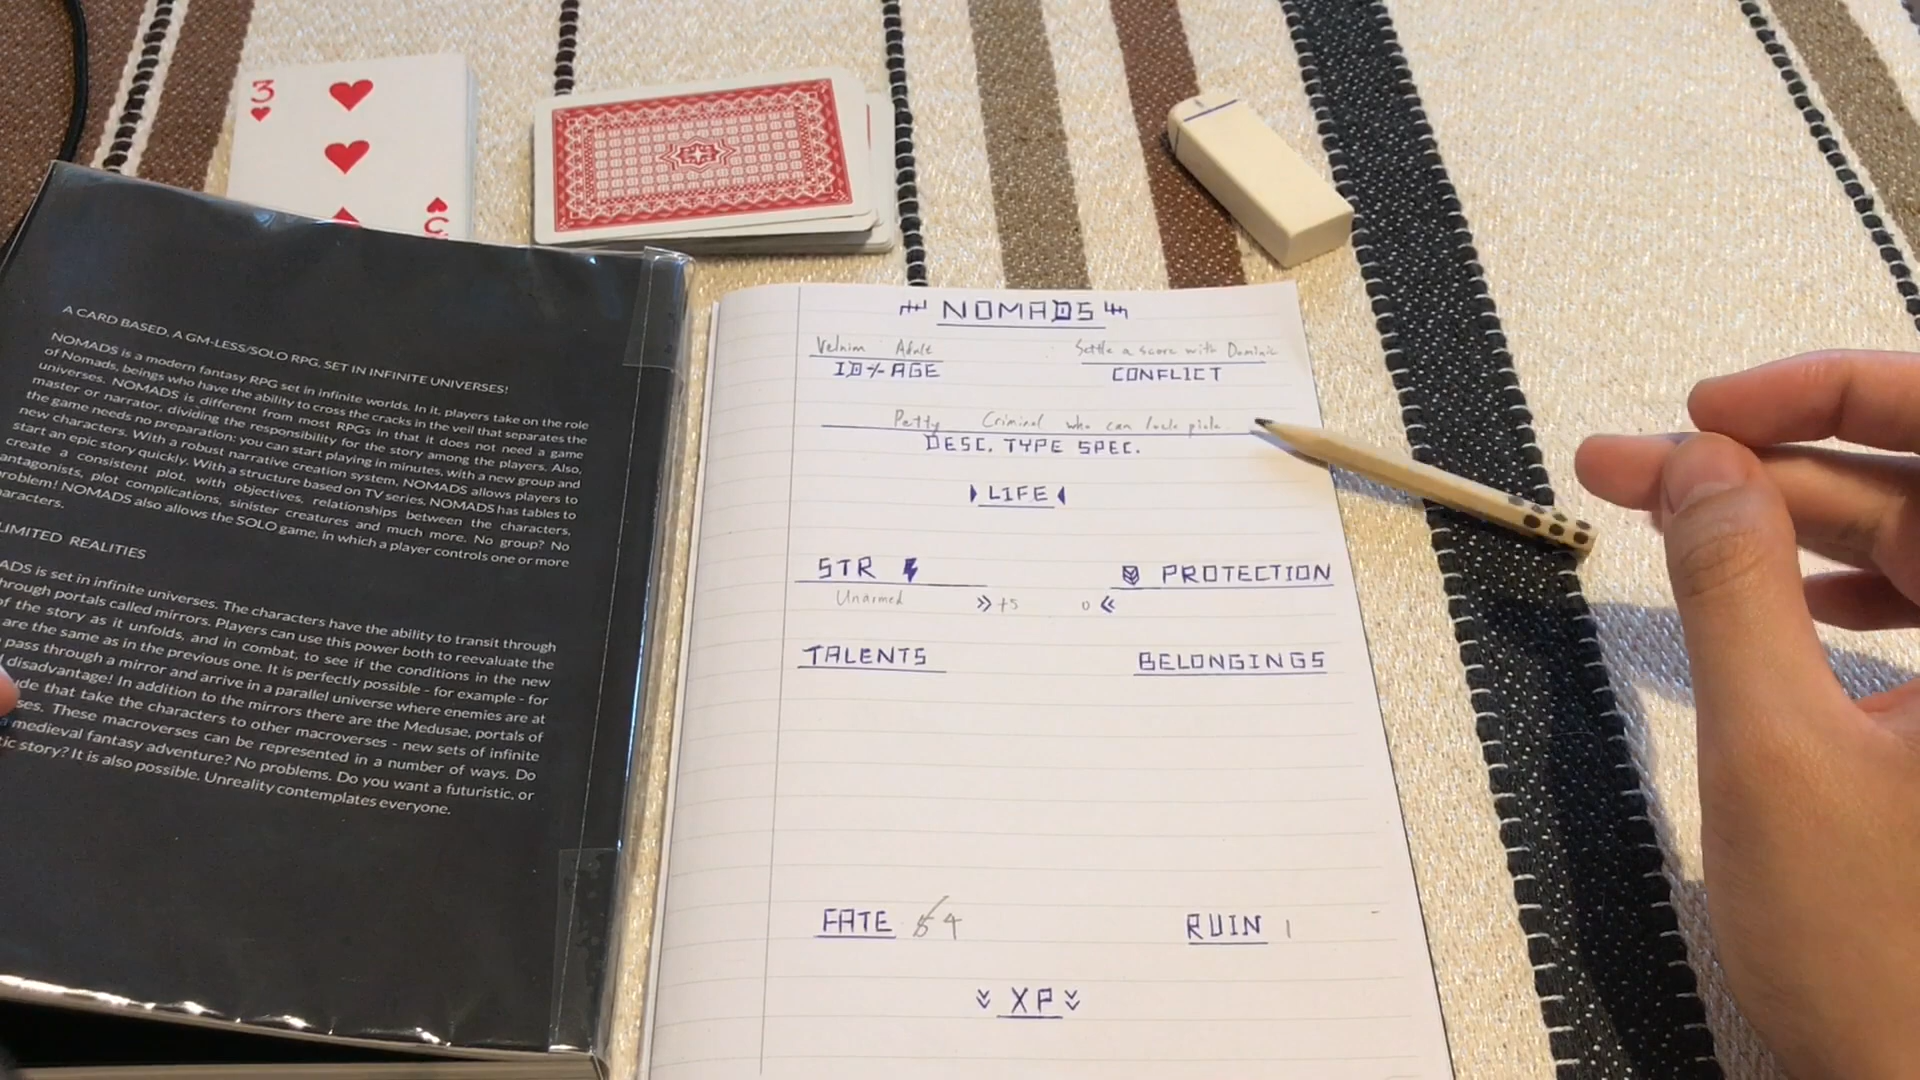 3
3
A CARD BASED, A GM-LESS/SOLO RPG, SET IN INFINITE UNIVERSES!
NOMADS is a modern fantasy RPG set in infinite worlds. In it, players take on the role
of Nomads, beings who have the ability to cross the cracks in the veil that separates the
universes. NOMADS is different from most RPGs in that it does not need a game
master or narrator, dividing the responsibility for the story among the players. Also,
the game needs no preparation: you can start playing in minutes, with a new group and
new characters. With a robust narrative creation system, NOMADS allows players to
start an epic story quickly. With a structure based on TV series, NOMADS has tables to
create a consistent plot, with objectives, relationships between the characters,
antagonists, plot complications, sinister creatures and much more. No group? No
problem! NOMADS also allows the SOLO game, in which a player controls one or more
characters.
LIMITED REALITIES
ADS is set in infinite universes. The characters have the ability to transit through
hrough portals called mirrors. Players can use this power both to reevaluate the
of the story as it unfolds, and in combat, to see if the conditions in the new
are the same as in the previous one. It is perfectly possible - for example - for
pass through a mirror and arrive in a parallel universe where enemies are at
disadvantage! In addition to the mirrors there are the Medusae, portals of
ude that take the characters to other macroverses - new sets of infinite
ses. These macroverses can be represented in a number of ways. Do
a medieval fantasy adventure? No problems. Do you want a futuristic, or
tic story? It is also possible. Unreality contemplates everyone.
NOMADS
Adult
ID AGE
Settle a score with Dominic
CONFLICT
Petty Criminal who can lock pick
DESC. TYPE SPEC.
LIFE
STR
PROTECTION
Unarmed >> +5
0 <<
TALENTS
BELONGINGS
FATE 5 4
RUIN 1
XP